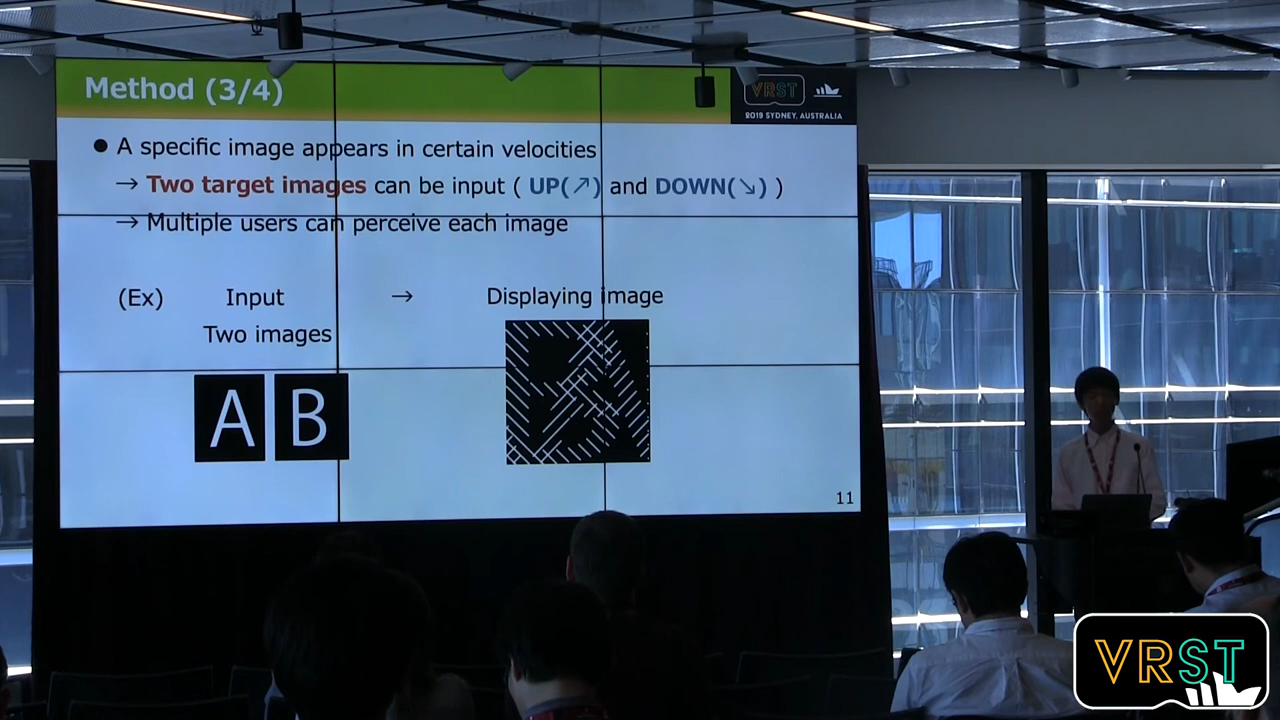 Method (3/4)
VRST
2019 SYDNEY, AUSTRALIA
● A specific image appears in certain velocities
→ Two target images can be input ( UP(↗) and DOWN(↘) )
→ Multiple users can perceive each image
(Ex) Input → Displaying image
Two images
A B
11
VRST